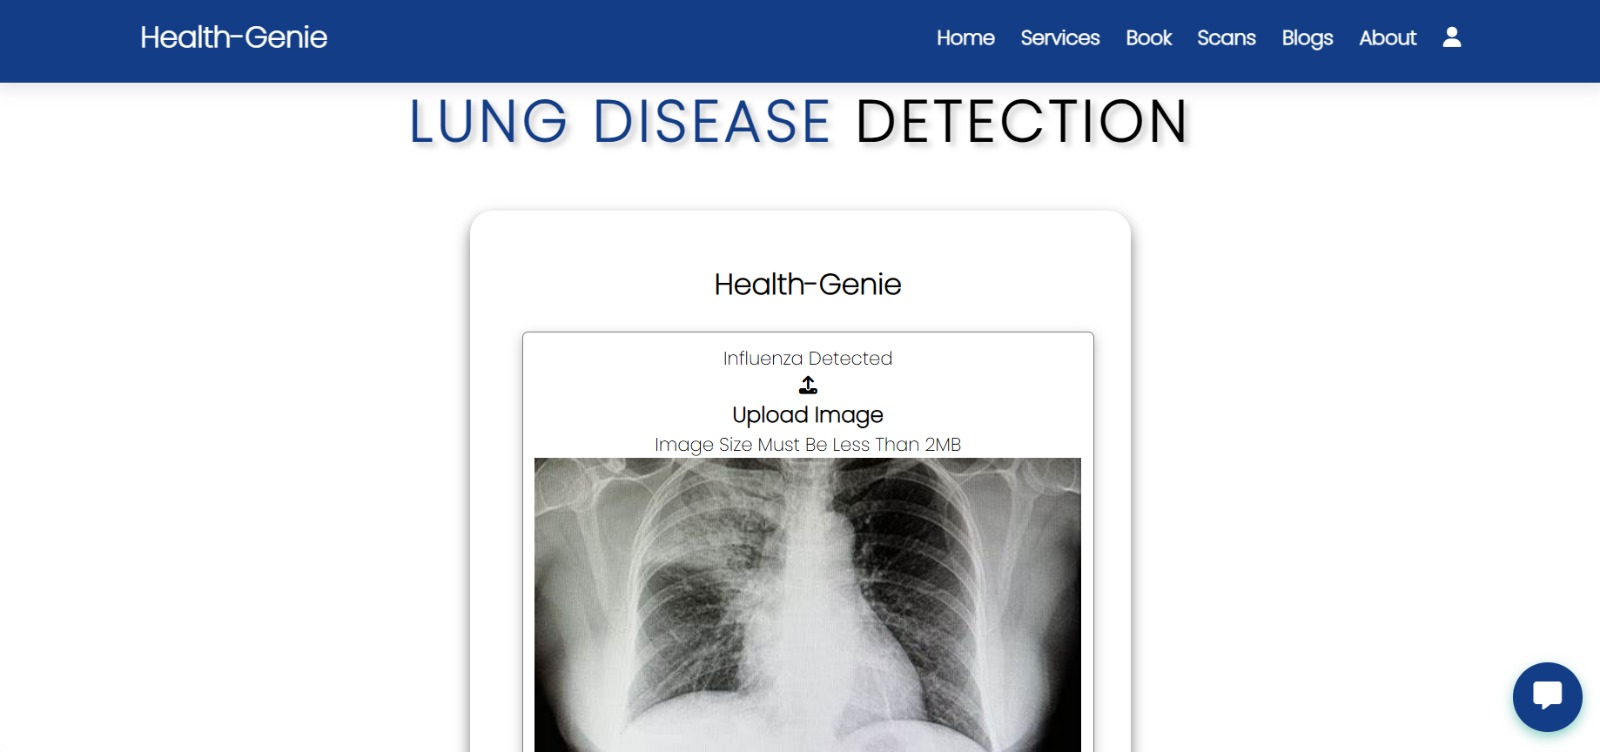 Health-Genie
Home Services Book Scans Blogs About
LUNG DISEASE DETECTION
Health-Genie
Influenza Detected
Upload Image
Image Size Must Be Less Than 2MB